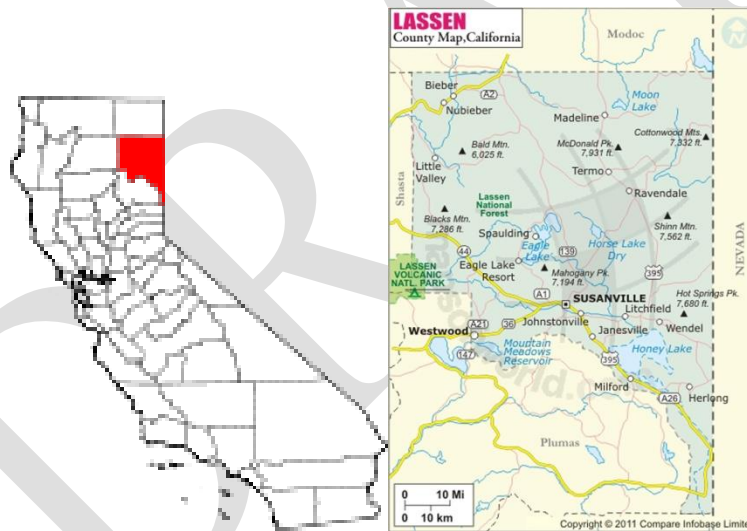 LASSEN
County Map,California
Modoc
Bieber
A2
Nubieber
Moon
Lake
Madeline
Cottonwood Mts.
7,332 ft.
Bald Mtn.
6,025 ft.
McDonald Pk.
7,931 ft.
Little
Valley
Termo
Shasta
Ravendale
Lassen
National
Forest
Blacks Mtn.
7,286 ft.
Shinn Mtn.
7,562 ft.
NEVADA
Spaulding
Eagle
Lake
44
139
Horse Lake
Dry
LASSEN
VOLCANIC
NATL. PARK
Eagle Lake
Resort
Mahogany Pk.
7,194 ft.
395
A1
SUSANVILLE
Hot Springs Pk.
7,680 ft.
Litchfield
Westwood
A21
36
Johnstonville
Janesville
Wendel
147
Mountain
Meadows
Reservoir
395
Honey Lake
Milford
A26
Herlong
Plumas
0 10 Mi
0 10 km
Copyright © 2011 Compare Infobase Limite